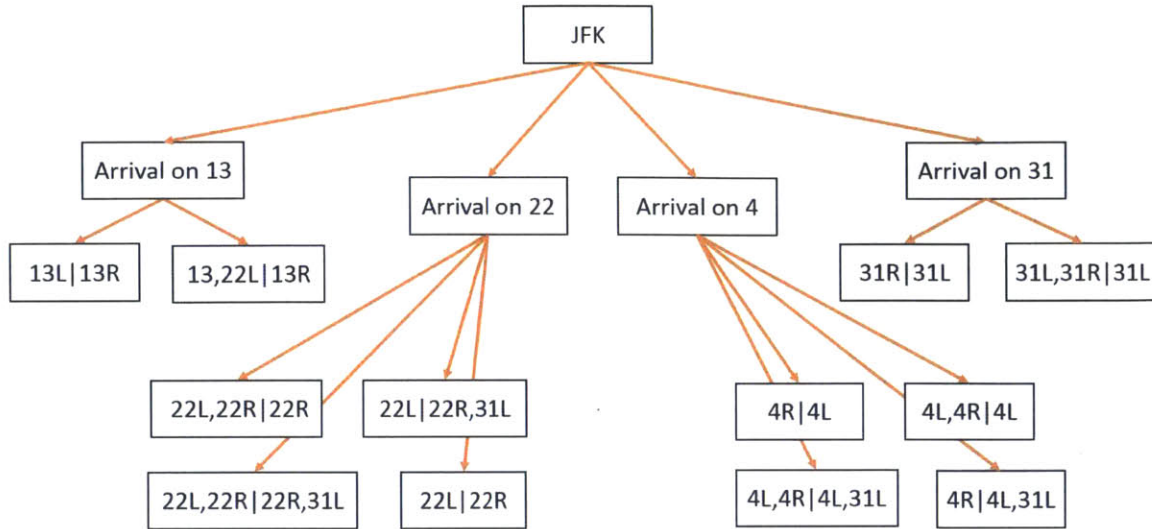 JFK
Arrival on 13
Arrival on 31
Arrival on 22
Arrival on 4
13L|13R
13,22L|13R
31R|31L
31L,31R|31L
22L,22R|22R
22L|22R,31L
4R|4L
4L,4R|4L
22L,22R|22R,31L
22L|22R
4L,4R|4L,31L
4R|4L,31L